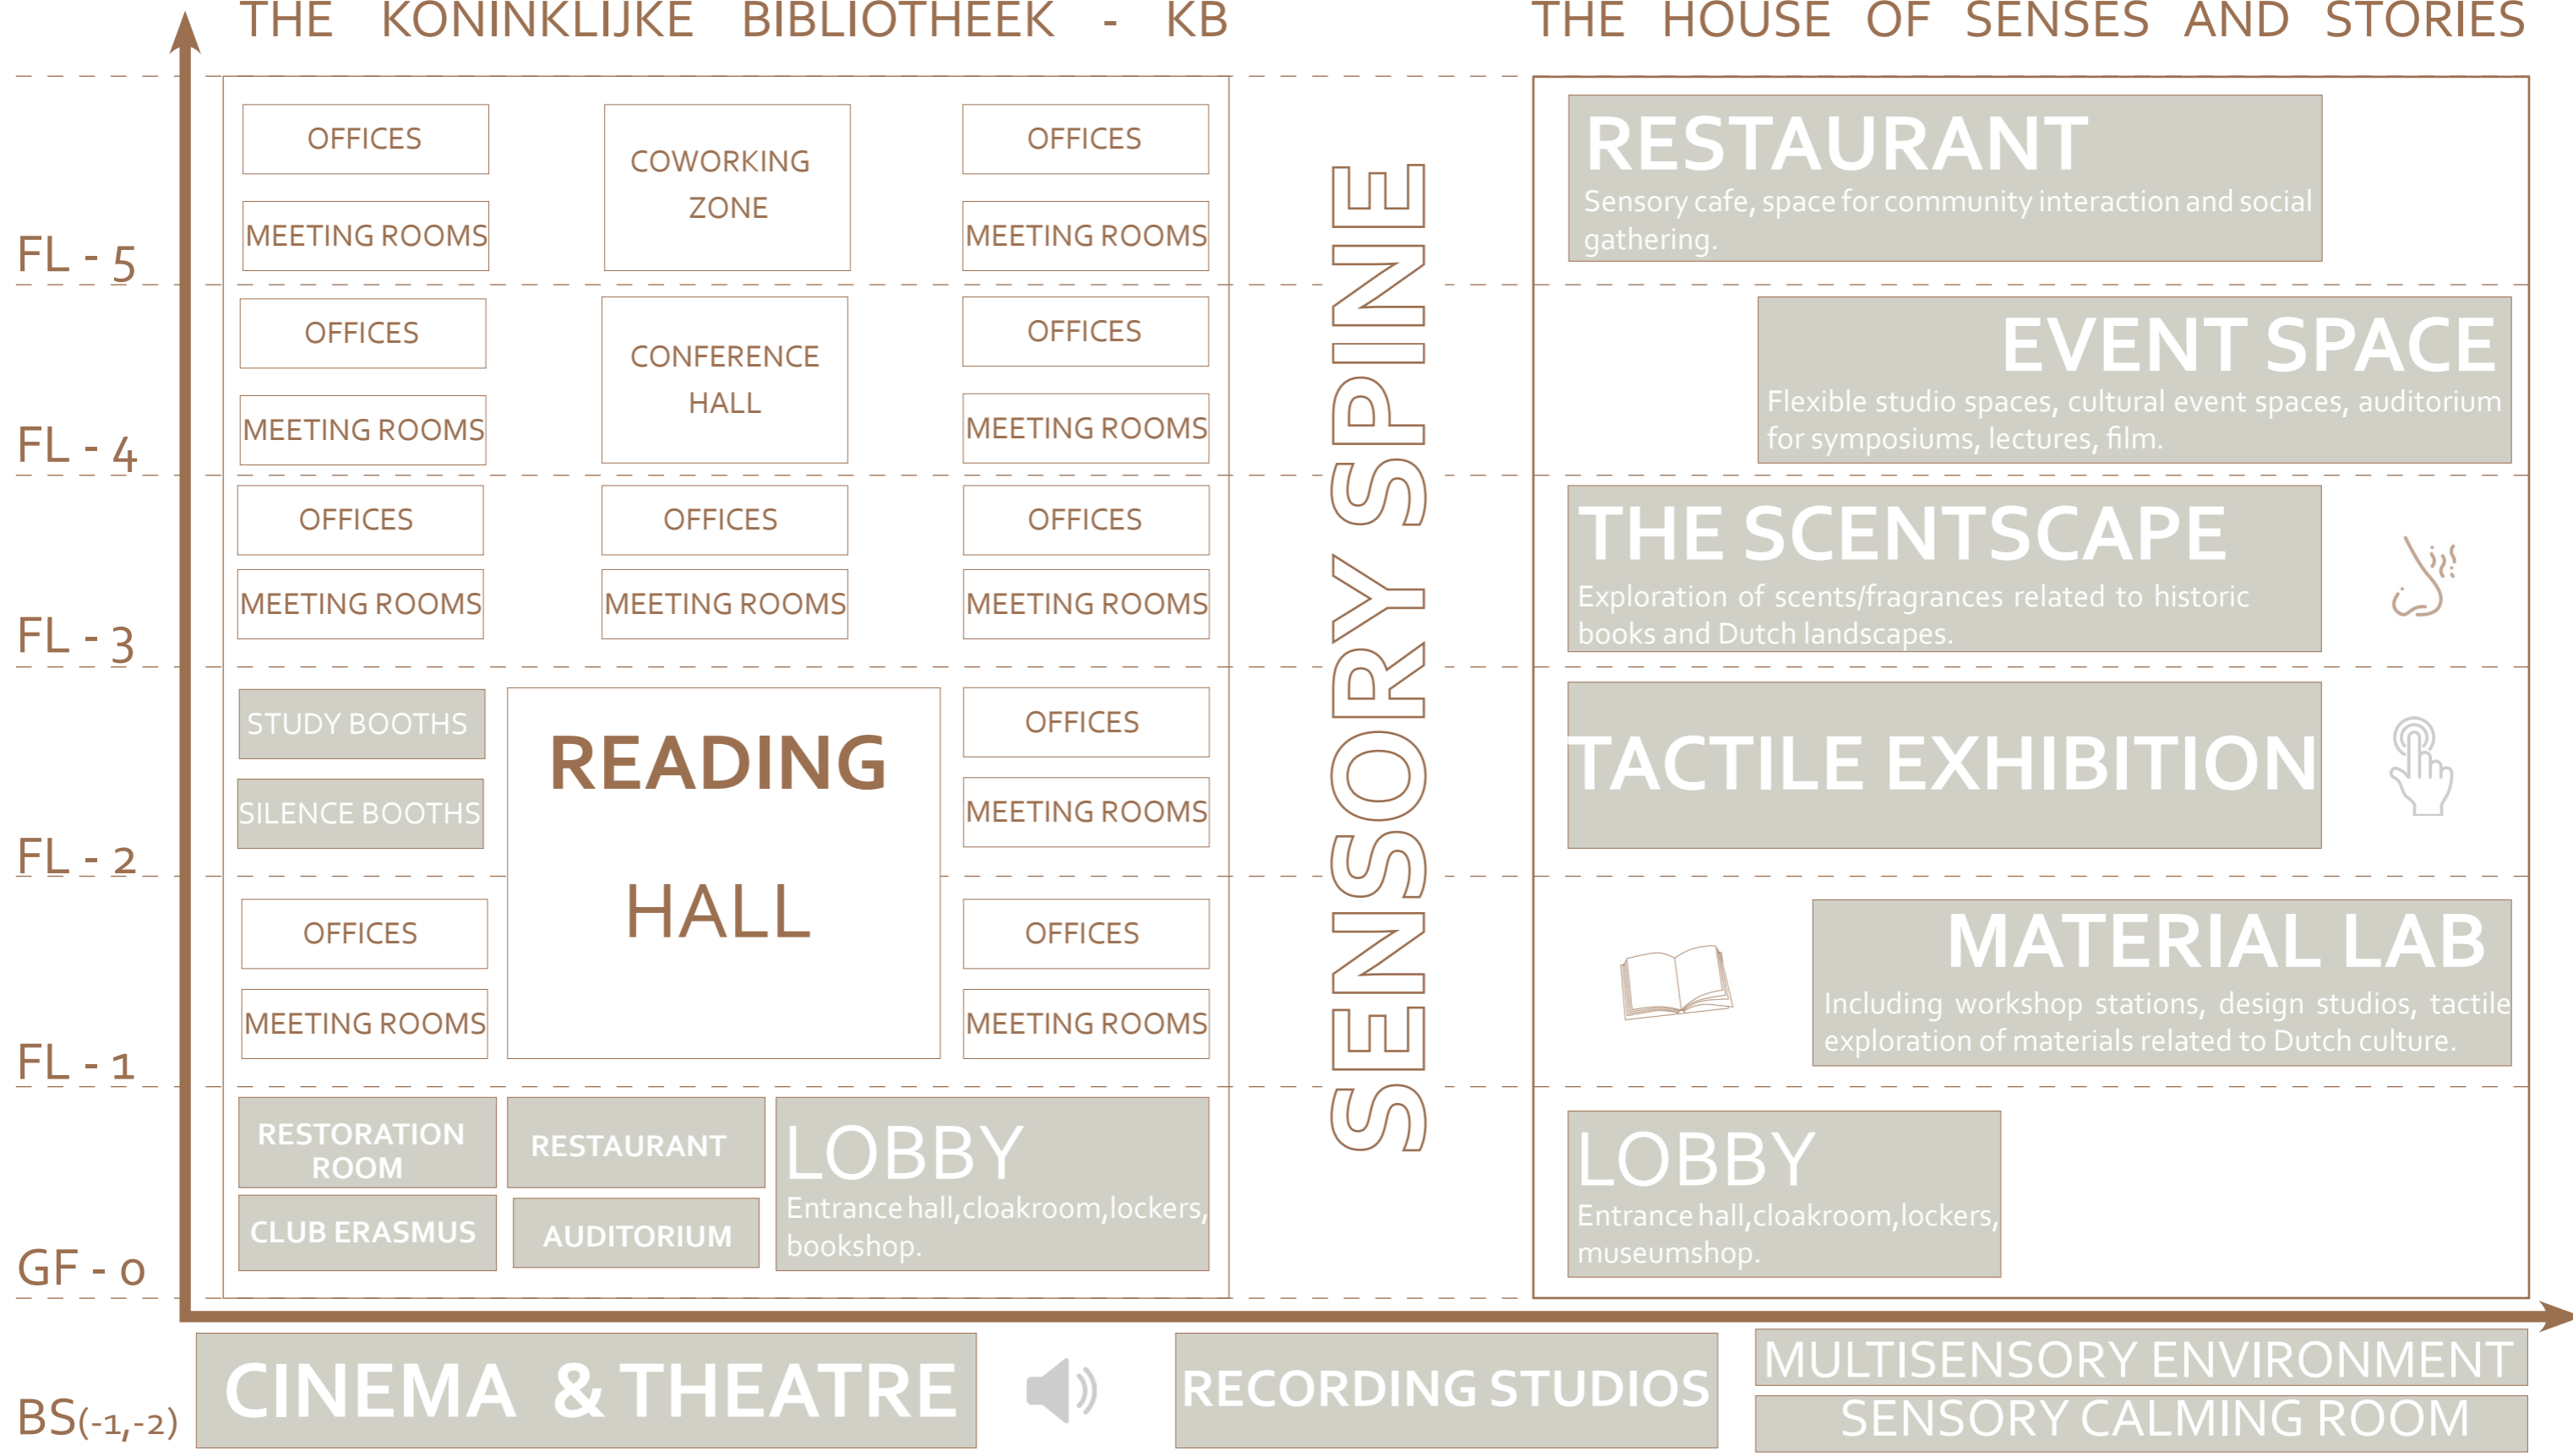 THE KONINKLIJKE BIBLIOTHEEK - KB
THE HOUSE OF SENSES AND STORIES
FL - 5
OFFICES
MEETING ROOMS
COWORKING
ZONE
OFFICES
MEETING ROOMS
RESTAURANT
Sensory cafe, space for community interaction and social
gathering.
FL - 4
OFFICES
MEETING ROOMS
CONFERENCE
HALL
OFFICES
MEETING ROOMS
EVENT SPACE
Flexible studio spaces, cultural event spaces, auditorium
for symposiums, lectures, film.
FL - 3
OFFICES
MEETING ROOMS
OFFICES
MEETING ROOMS
OFFICES
MEETING ROOMS
THE SCENTSCAPE
Exploration of scents/fragrances related to historic
books and Dutch landscapes.
FL - 2
STUDY BOOTHS
SILENCE BOOTHS
READING
HALL
OFFICES
MEETING ROOMS
TACTILE EXHIBITION
FL - 1
OFFICES
MEETING ROOMS
OFFICES
MEETING ROOMS
MATERIAL LAB
Including workshop stations, design studios, tactile
exploration of materials related to Dutch culture.
SENSORY SPINE
GF - 0
RESTORATION
ROOM
CLUB ERASMUS
RESTAURANT
AUDITORIUM
LOBBY
Entrance hall,cloakroom,lockers,
bookshop.
LOBBY
Entrance hall,cloakroom,lockers,
museumshop.
BS(-1,-2)
CINEMA & THEATRE
RECORDING STUDIOS
MULTISENSORY ENVIRONMENT
SENSORY CALMING ROOM